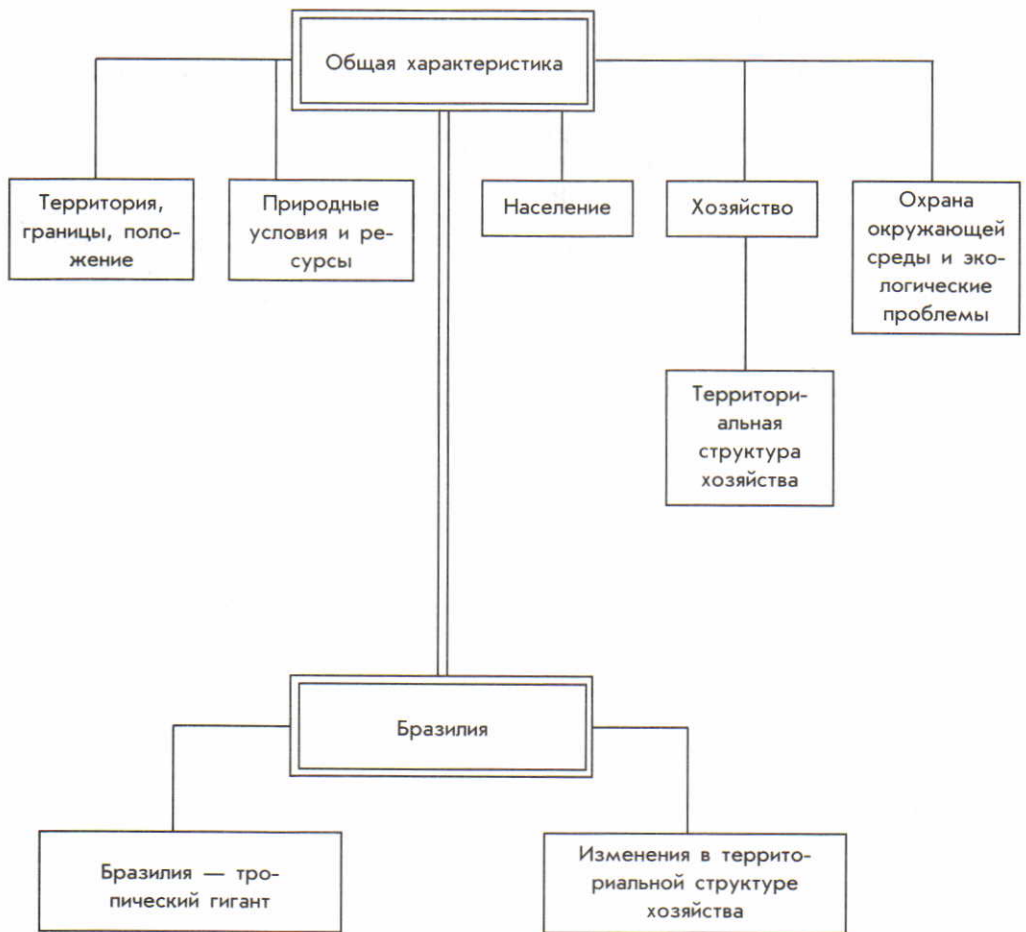 Общая характеристика
Территория,
границы, поло-
жение
Природные
условия и ре-
сурсы
Население
Хозяйство
Охрана
окружающей
среды и эко-
логические
проблемы
Территори-
альная
структура
хозяйства
Бразилия
Бразилия — тро-
пический гигант
Изменения в террито-
риальной структуре
хозяйства